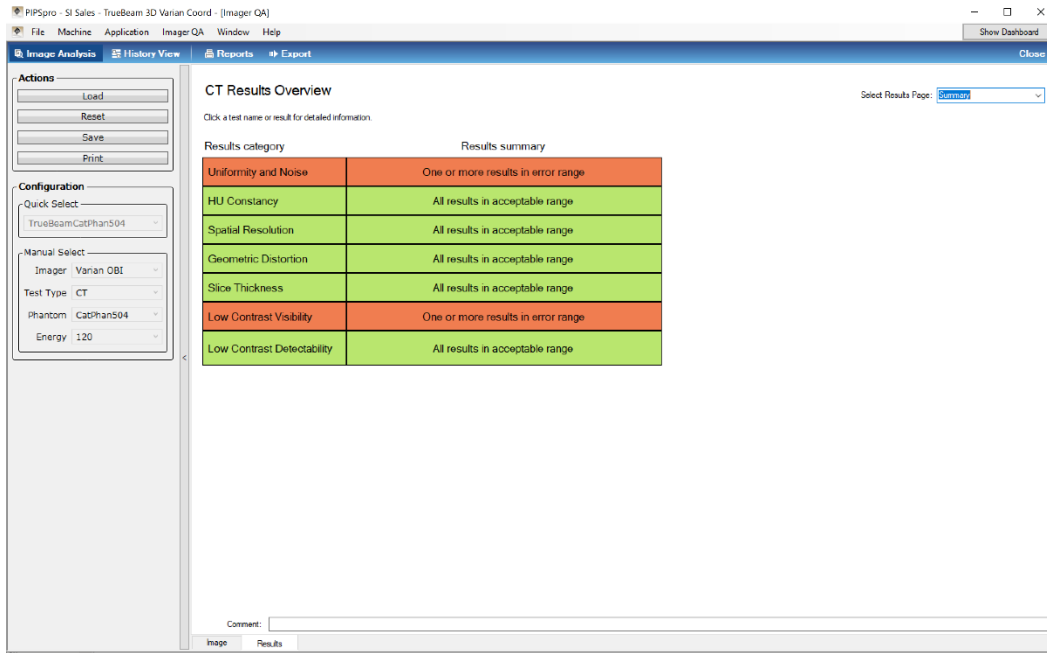 PIPSpro - SI Sales - TrueBeam 3D Varian Coord - [Imager QA]
File Machine Application Imager QA Window Help
Show Dashboard
Image Analysis History View Reports Export Close
Actions
Load
Reset
Save
Print
Configuration
Quick Select
TrueBeamCatPhan504
Manual Select
Imager Varian OBI
Test Type CT
Phantom CatPhan504
Energy 120
<
CT Results Overview
Select Results Page: Summary
Click a test name or result for detailed information.
Results category Results summary
Uniformity and Noise One or more results in error range
HU Constancy All results in acceptable range
Spatial Resolution All results in acceptable range
Geometric Distortion All results in acceptable range
Slice Thickness All results in acceptable range
Low Contrast Visibility One or more results in error range
Low Contrast Detectability All results in acceptable range
Comment:
Image Results